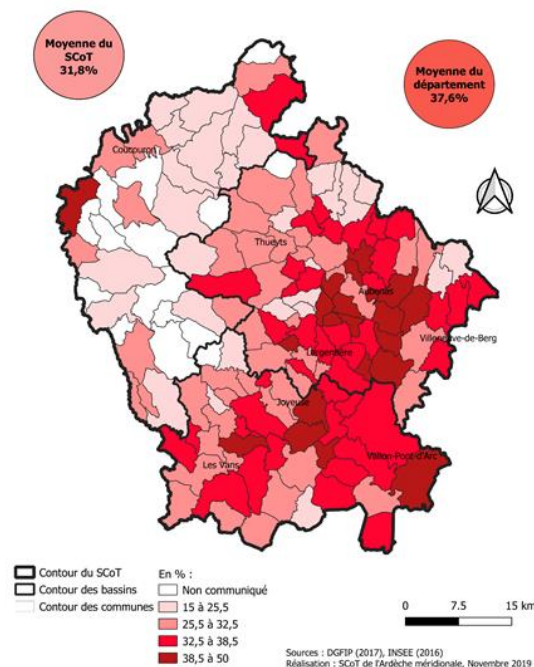 Moyenne du
SCoT
31,8%
Moyenne du
département
37,6%
Coucouron
Thueyts
Aubenas
Villeneuve-de-Berg
Largentière
Joyeuse
Les Vans
Vallon-Pont-d'Arc
Contour du SCoT
Contour des bassins
Contour des communes
En % :
Non communiqué
15 à 25,5
25,5 à 32,5
32,5 à 38,5
38,5 à 50
0 7.5 15 km
Sources : DGFIP (2017), INSEE (2016)
Réalisation : SCoT de l'Ardèche méridionale, Novembre 2019